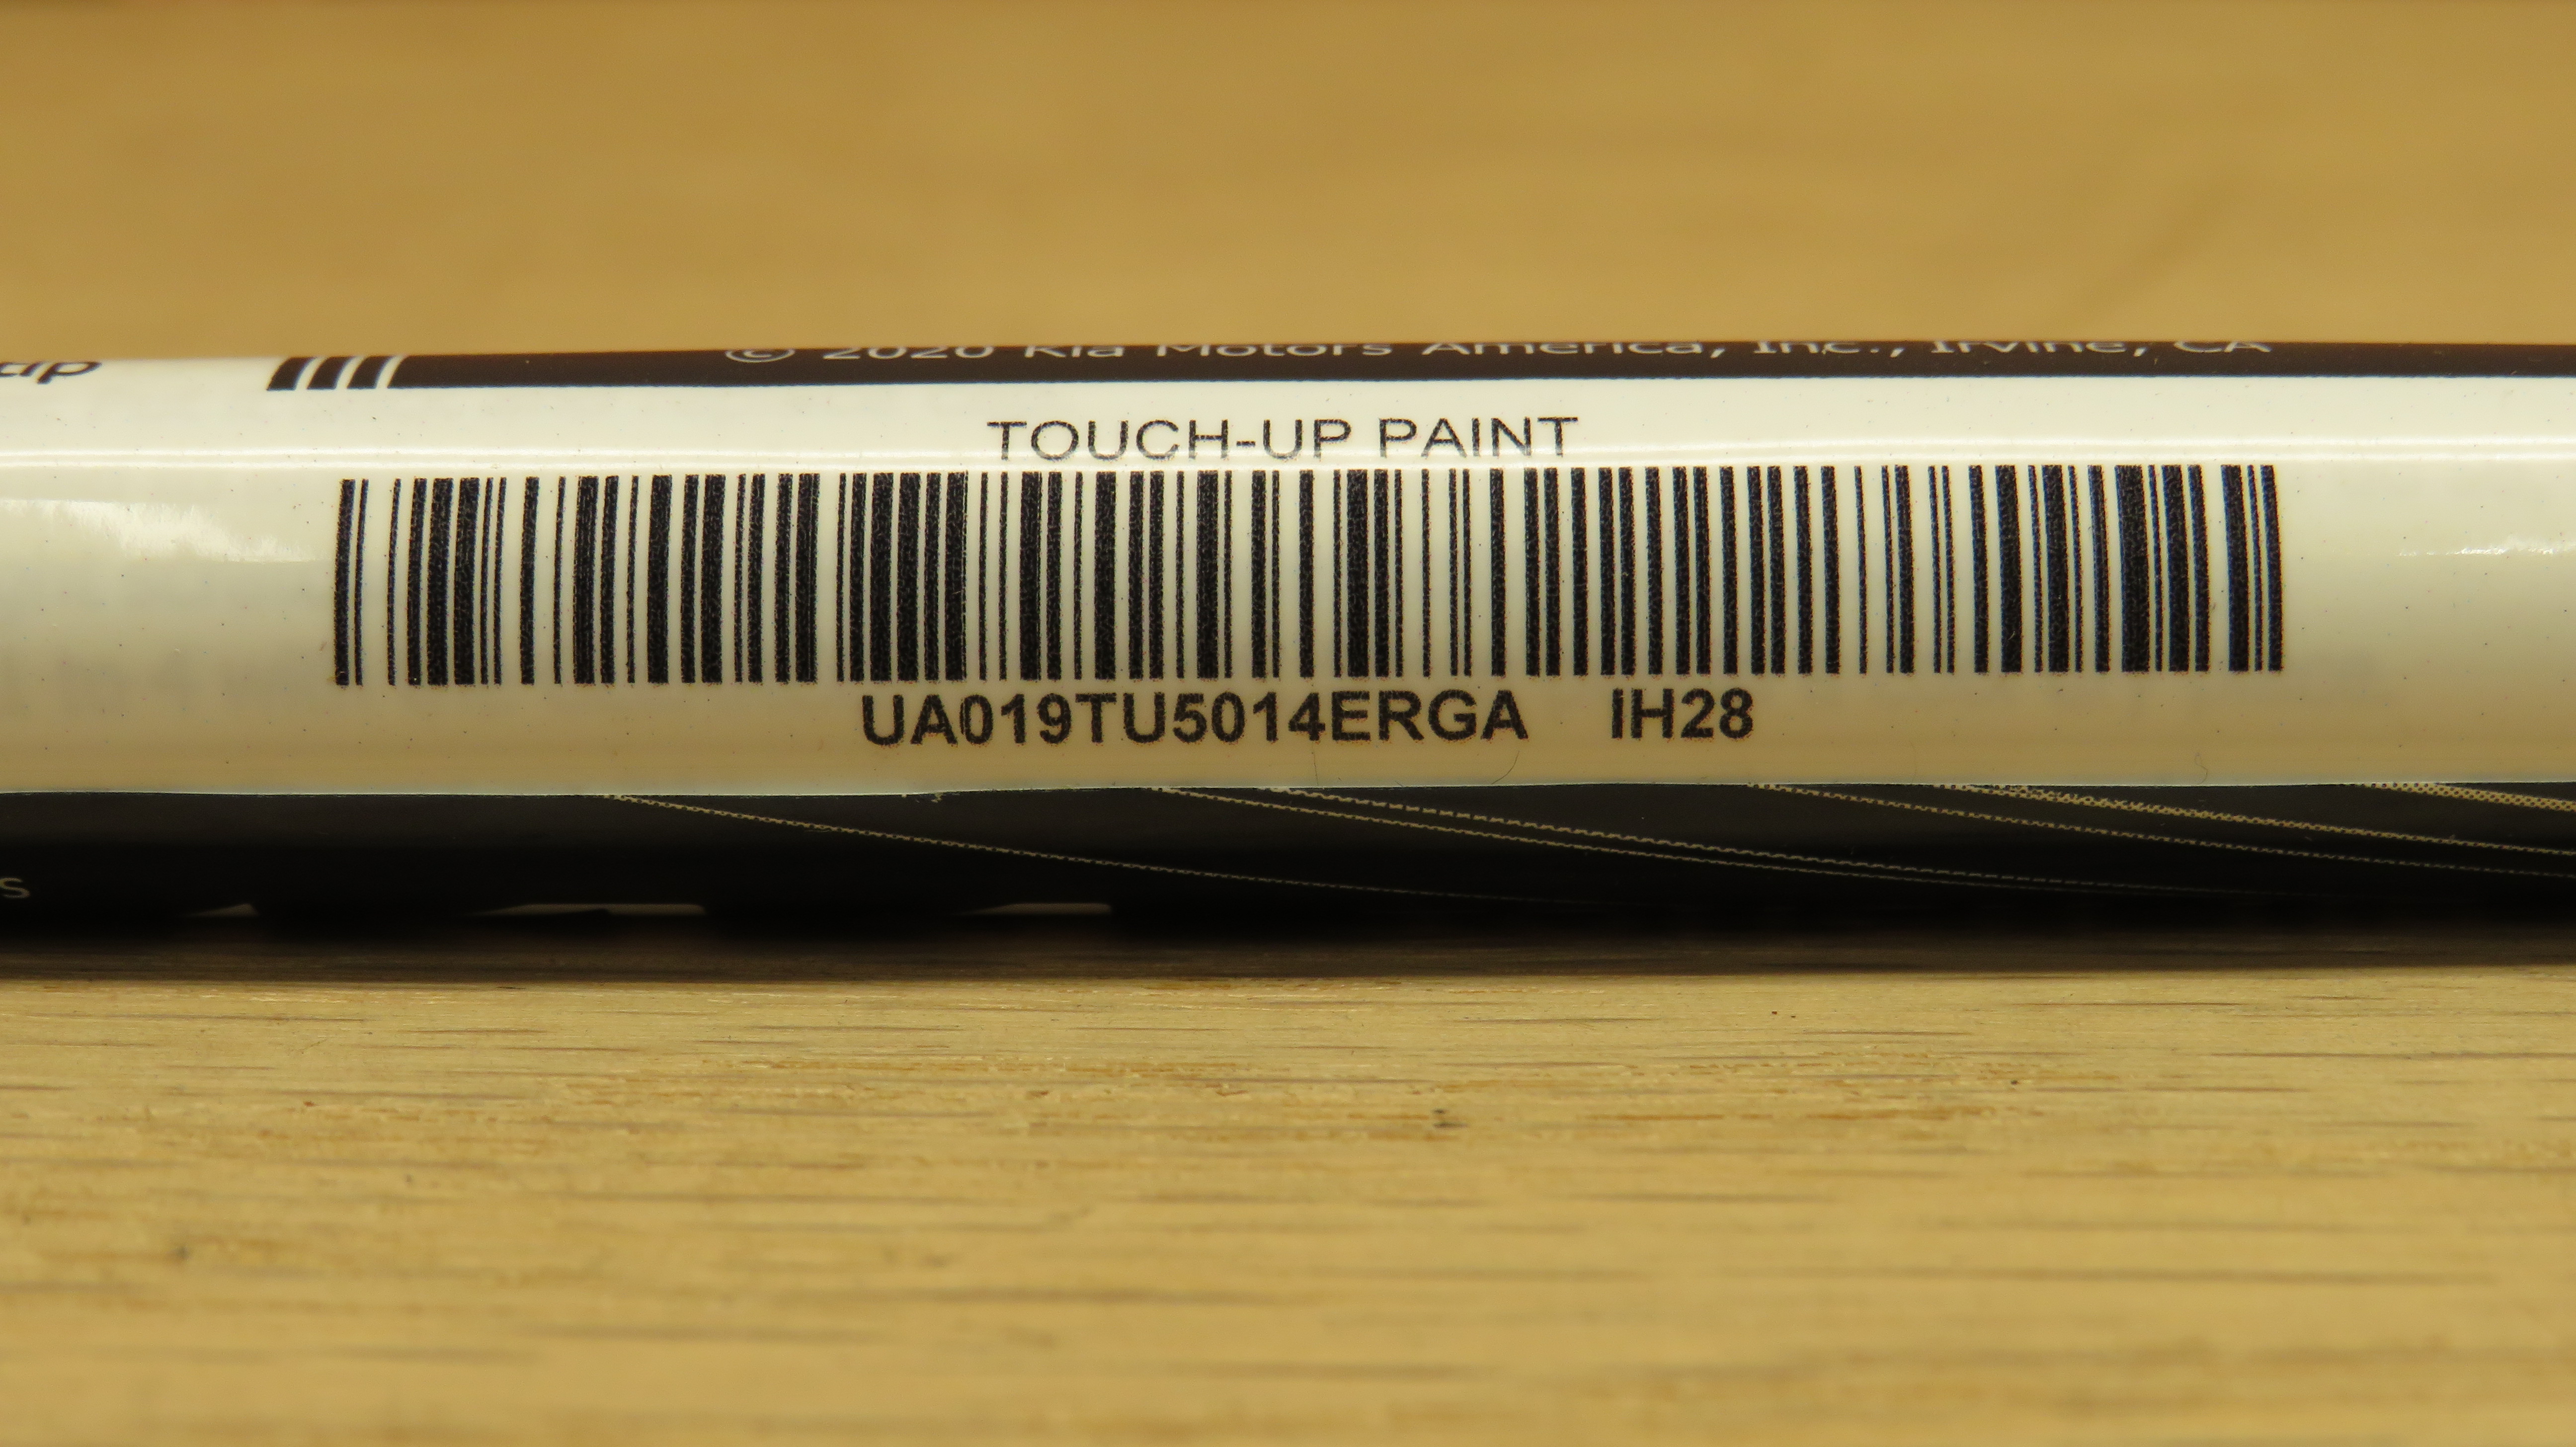 © 2020 Kia Motors America, Inc., Irvine, CA
TOUCH-UP PAINT
UA019TU5014ERGA IH28